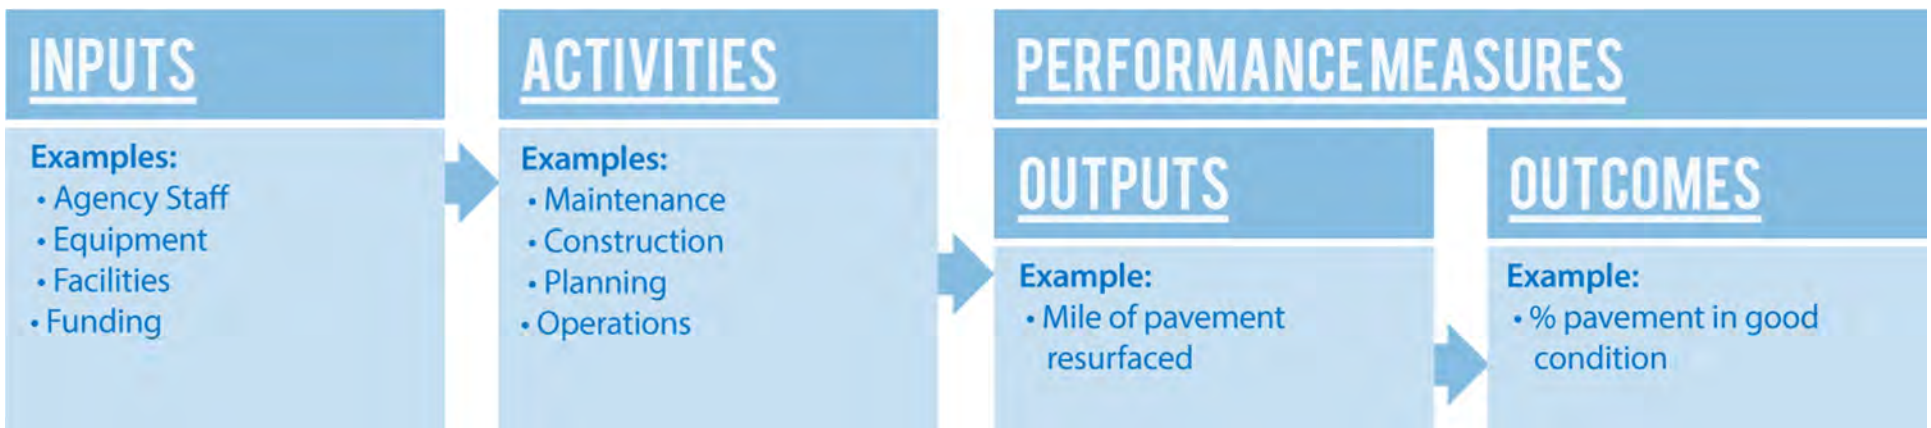 INPUTS
Examples:
• Agency Staff
• Equipment
• Facilities
• Funding
ACTIVITIES
Examples:
• Maintenance
• Construction
• Planning
• Operations
PERFORMANCE MEASURES
OUTPUTS
Example:
• Mile of pavement
resurfaced
OUTCOMES
Example:
• % pavement in good
condition